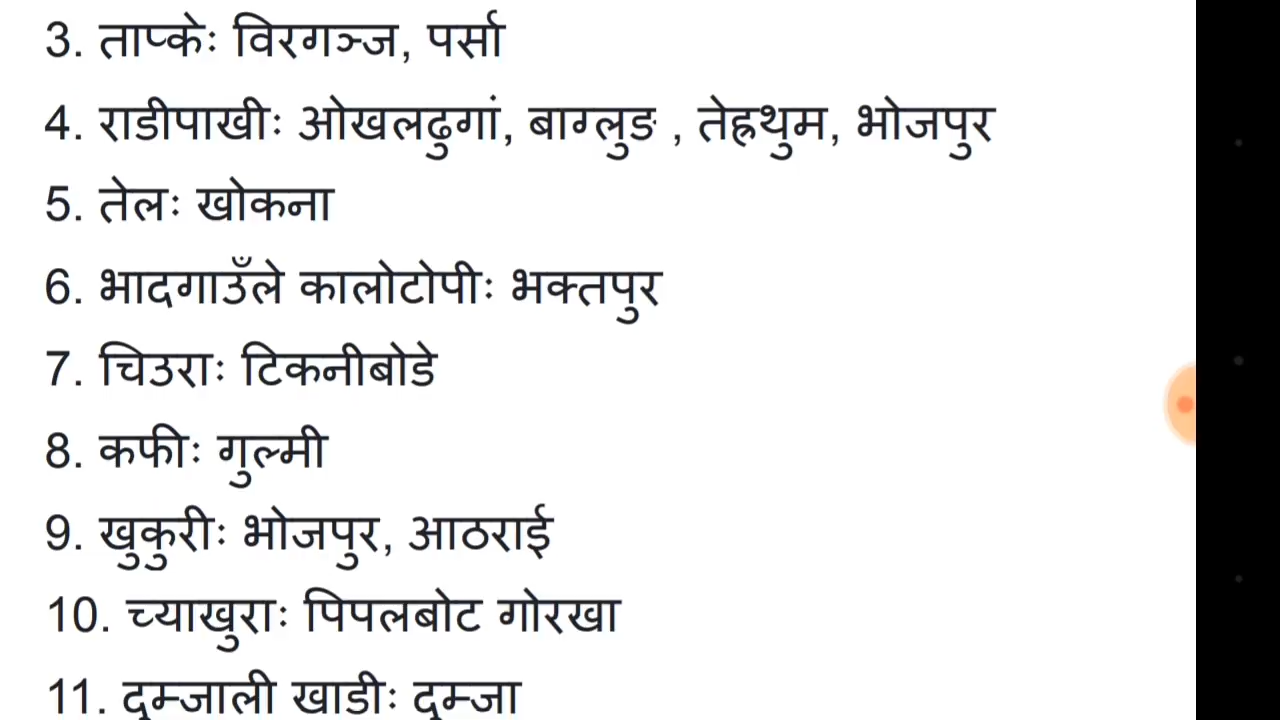 3. ताप्केः विरगञ्ज, पर्सा
4. राडीपाखीः ओखलढुगां, बाग्लुङ , तेह्रथुम, भोजपुर
5. तेलः खोकना
6. भादगाउँले कालोटोपीः भक्तपुर
7. चिउराः टिकनीबोडे
8. कफीः गुल्मी
9. खुकुरीः भोजपुर, आठराई
10. च्याखुराः पिपलबोट गोरखा
11. दुम्जाली खाडीः दुम्जा